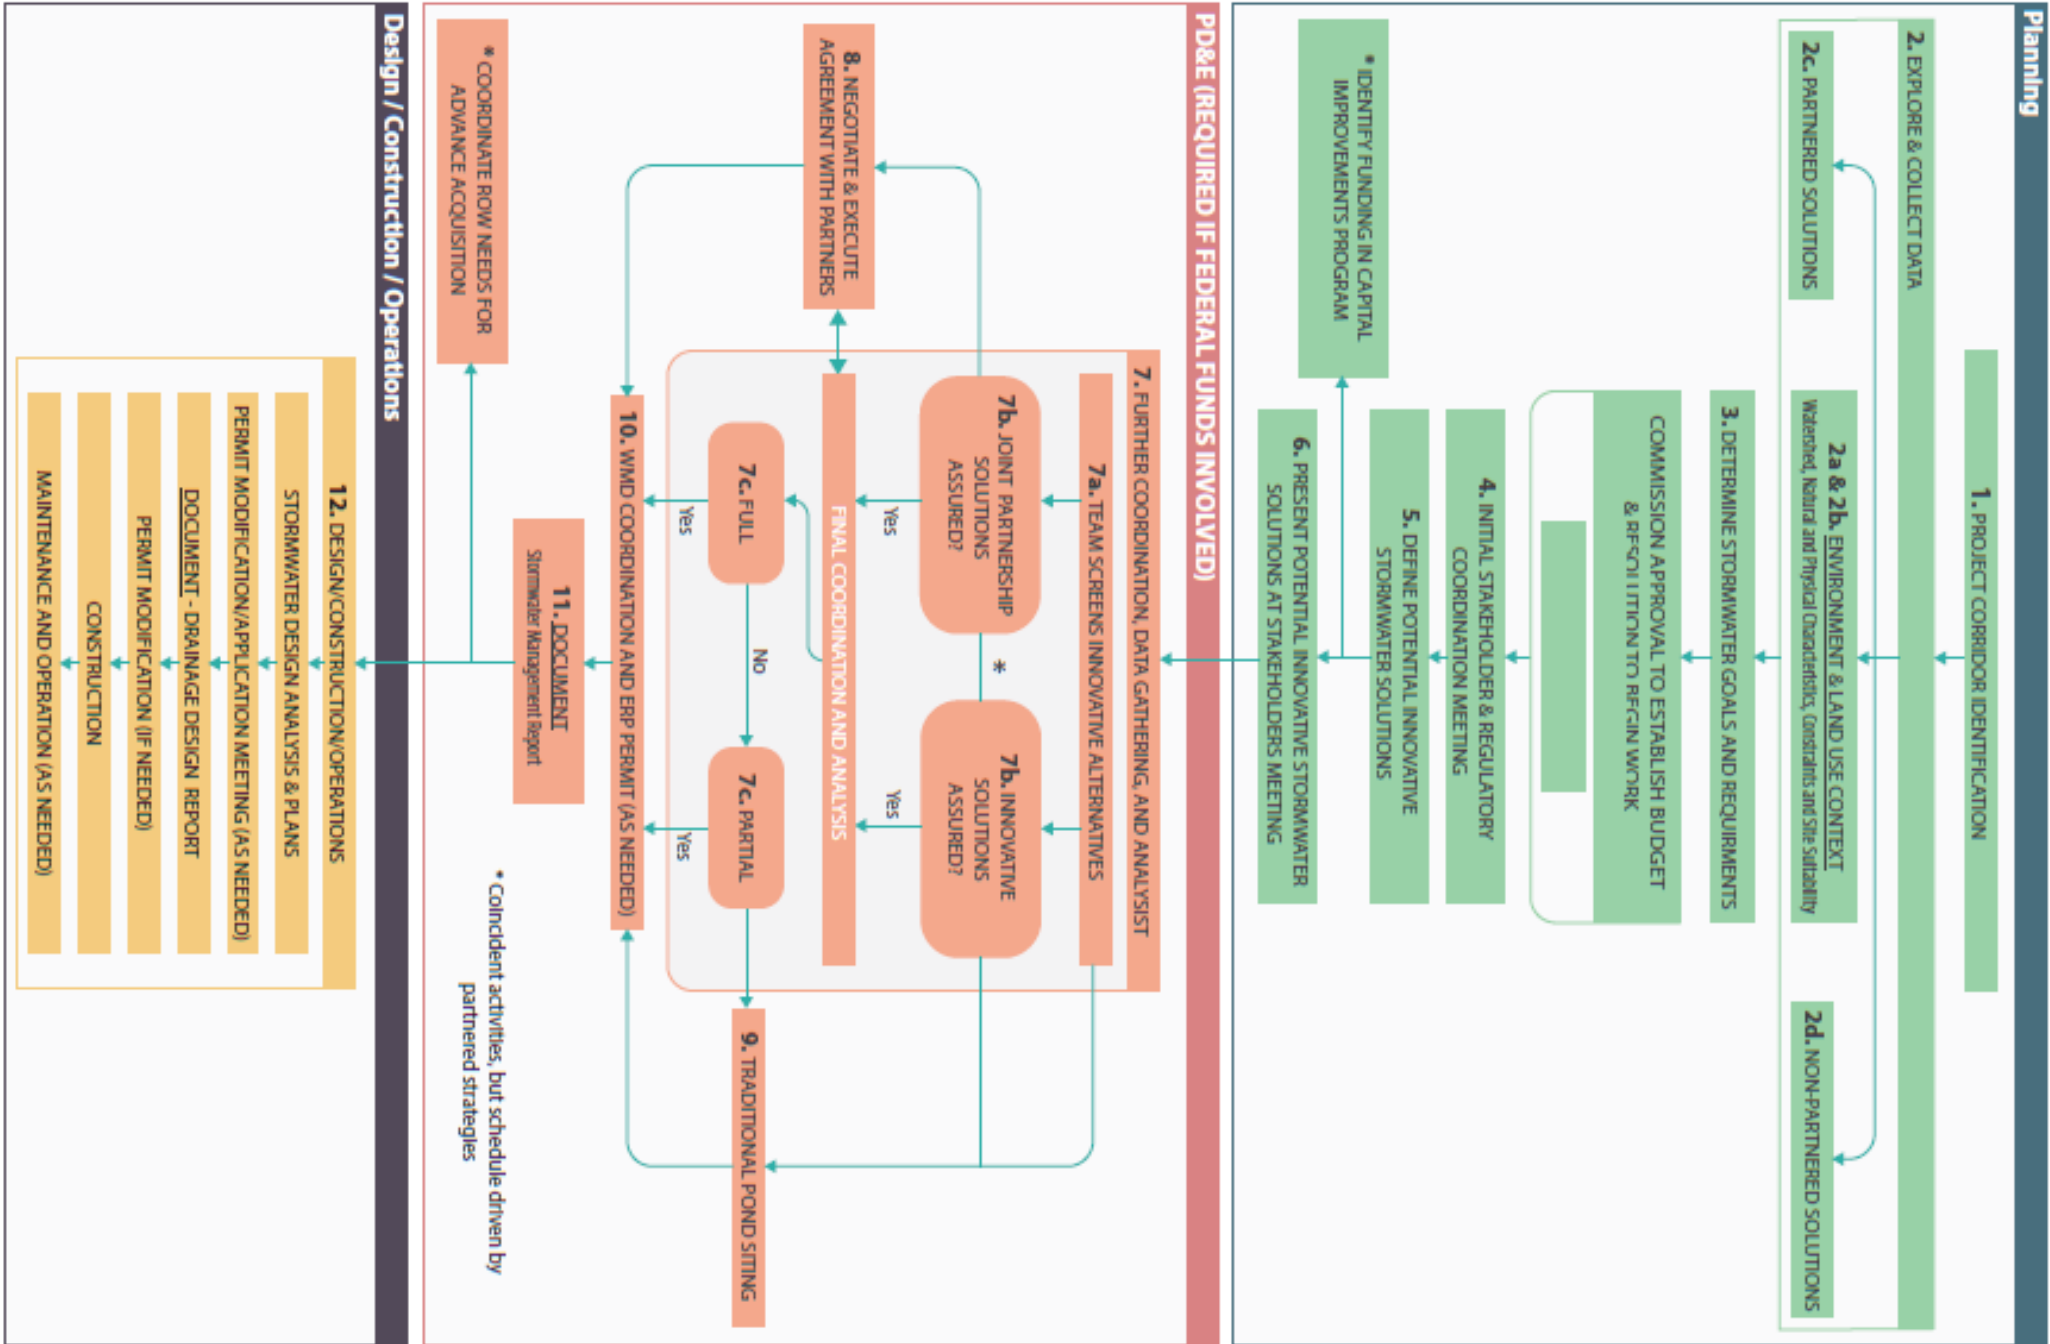 Planning
1. PROJECT CORRIDOR IDENTIFICATION
2. EXPLORE & COLLECT DATA
2c. PARTNERED SOLUTIONS
2a & 2b. ENVIRONMENT & LAND USE CONTEXT
Watershed, Natural and Physical Characteristics, Constraints and Site Suitability
2d. NON-PARTNERED SOLUTIONS
3. DETERMINE STORMWATER GOALS AND REQUIRMENTS
COMMISSION APPROVAL TO ESTABLISH BUDGET
& RESOLUTION TO BEGIN WORK
4. INITIAL STAKEHOLDER & REGULATORY
COORDINATION MEETING
5. DEFINE POTENTIAL INNOVATIVE
STORMWATER SOLUTIONS
* IDENTIFY FUNDING IN CAPITAL
IMPROVEMENTS PROGRAM
6. PRESENT POTENTIAL INNOVATIVE STORMWATER
SOLUTIONS AT STAKEHOLDERS MEETING
PD&E (REQUIRED IF FEDERAL FUNDS INVOLVED)
7. FURTHER COORDINATION, DATA GATHERING, AND ANALYSIST
7a. TEAM SCREENS INNOVATIVE ALTERNATIVES
7b. JOINT PARTNERSHIP
SOLUTIONS
ASSURED?
*
7b. INNOVATIVE
SOLUTIONS
ASSURED?
Yes
Yes
8. NEGOTIATE & EXECUTE
AGREEMENT WITH PARTNERS
FINAL COORDINATION AND ANALYSIS
7c. FULL
No
7c. PARTIAL
9. TRADITIONAL POND SITING
Yes
Yes
10. WMD COORDINATION AND ERP PERMIT (AS NEEDED)
11. DOCUMENT
Stormwater Management Report
* COORDINATE ROW NEEDS FOR
ADVANCE ACQUISITION
* Coincident activities, but schedule driven by
partnered strategies
Design / Construction / Operations
12. DESIGN/CONSTRUCTION/OPERATIONS
STORMWATER DESIGN ANALYSIS & PLANS
PERMIT MODIFICATION/APPLICATION MEETING (AS NEEDED)
DOCUMENT - DRAINAGE DESIGN REPORT
PERMIT MODIFICATION (IF NEEDED)
CONSTRUCTION
MAINTENANCE AND OPERATION (AS NEEDED)